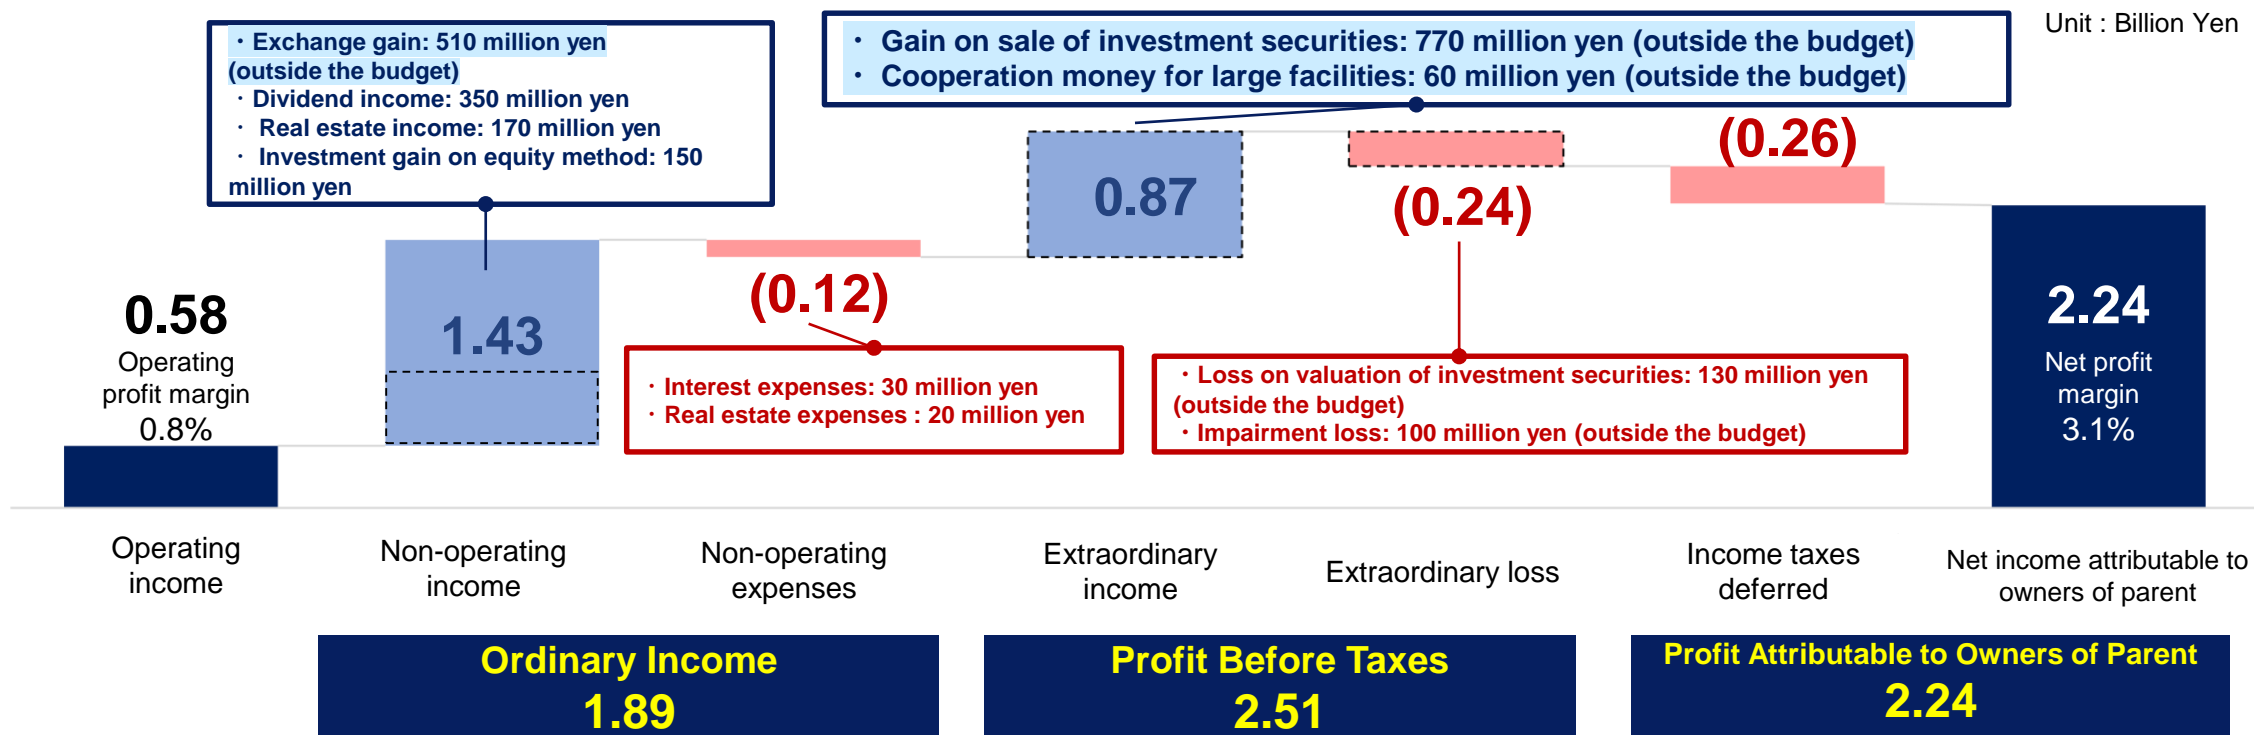 Unit : Billion Yen
・Exchange gain: 510 million yen
(outside the budget)
・Dividend income: 350 million yen
・ Real estate income: 170 million yen
・ Investment gain on equity method: 150
million yen
・ Gain on sale of investment securities: 770 million yen (outside the budget)
・ Cooperation money for large facilities: 60 million yen (outside the budget)
0.58
Operating
profit margin
0.8%
1.43
(0.12)
・Interest expenses: 30 million yen
・Real estate expenses : 20 million yen
0.87
(0.24)
・Loss on valuation of investment securities: 130 million yen
(outside the budget)
・Impairment loss: 100 million yen (outside the budget)
(0.26)
2.24
Net profit
margin
3.1%
Operating
income
Non-operating
income
Non-operating
expenses
Extraordinary
income
Extraordinary loss
Income taxes
deferred
Net income attributable to
owners of parent
Ordinary Income
1.89
Profit Before Taxes
2.51
Profit Attributable to Owners of Parent
2.24